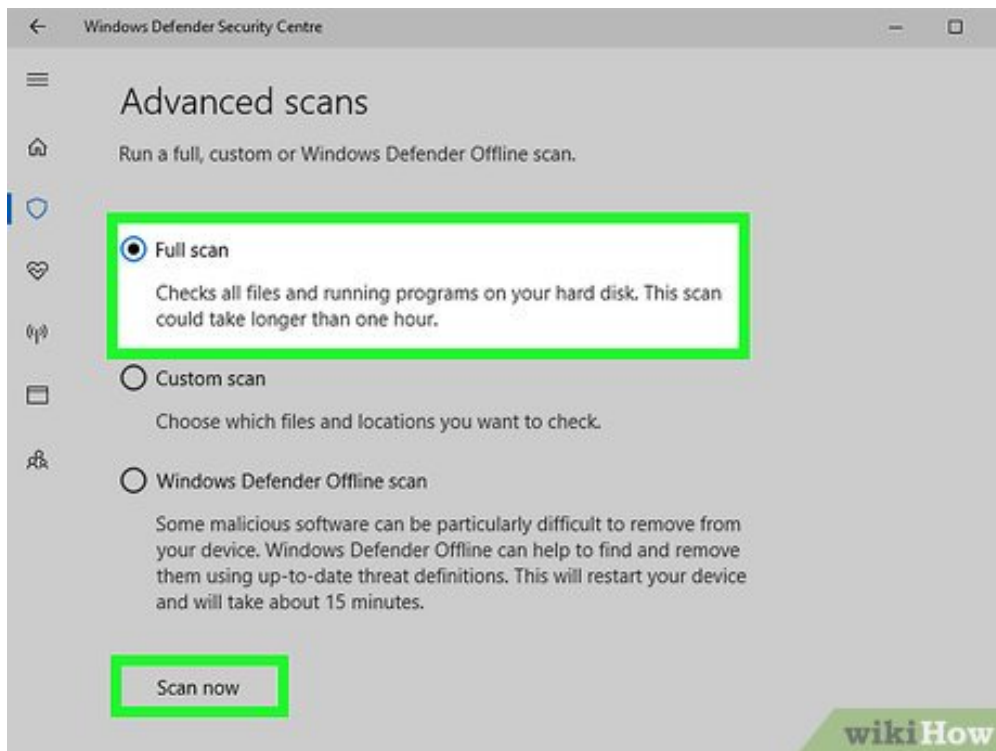 Windows Defender Security Centre
Advanced scans
Run a full, custom or Windows Defender Offline scan.
Full scan
Checks all files and running programs on your hard disk. This scan
could take longer than one hour.
Custom scan
Choose which files and locations you want to check.
Windows Defender Offline scan
Some malicious software can be particularly difficult to remove from
your device. Windows Defender Offline can help to find and remove
them using up-to-date threat definitions. This will restart your device
and will take about 15 minutes.
Scan now
wikiHow